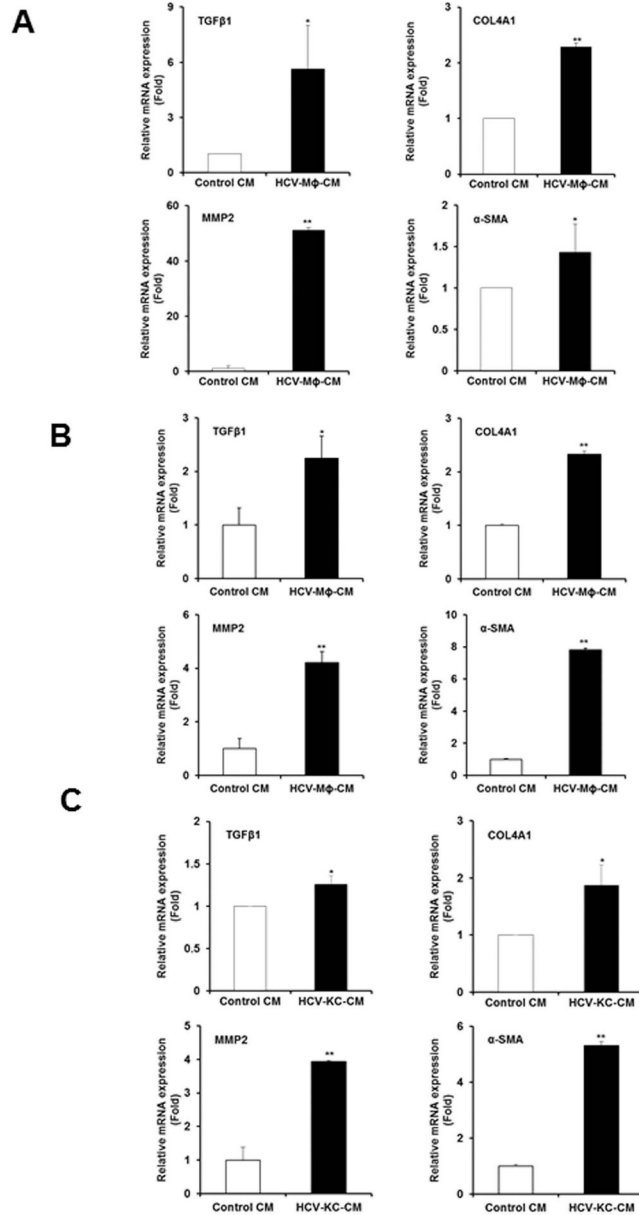 A
TGFβ1
Relative mRNA expression
(Fold)
9
6
3
0
*
Control CM
HCV-Mϕ-CM
COL4A1
Relative mRNA expression
(Fold)
3
2
1
0
**
Control CM
HCV-Mϕ-CM
MMP2
Relative mRNA expression
(Fold)
60
40
20
0
**
Control CM
HCV-Mϕ-CM
α-SMA
Relative mRNA expression
(Fold)
2
1.5
1
0.5
0
*
Control CM
HCV-Mϕ-CM
B
TGFβ1
Relative mRNA expression
(Fold)
3
2
1
0
*
Control CM
HCV-Mϕ-CM
COL4A1
Relative mRNA expression
(Fold)
3
2
1
0
**
Control CM
HCV-Mϕ-CM
MMP2
Relative mRNA expression
(Fold)
6
4
2
0
**
Control CM
HCV-Mϕ-CM
α-SMA
Relative mRNA expression
(Fold)
10
8
6
4
2
0
**
Control CM
HCV-Mϕ-CM
C
TGFβ1
Relative mRNA expression
(Fold)
2
1.5
1
0.5
0
*
Control CM
HCV-KC-CM
COL4A1
Relative mRNA expression
(Fold)
3
2
1
0
*
Control CM
HCV-KC-CM
MMP2
Relative mRNA expression
(Fold)
5
4
3
2
1
0
**
Control CM
HCV-KC-CM
α-SMA
Relative mRNA expression
(Fold)
6
4
2
0
**
Control CM
HCV-KC-CM